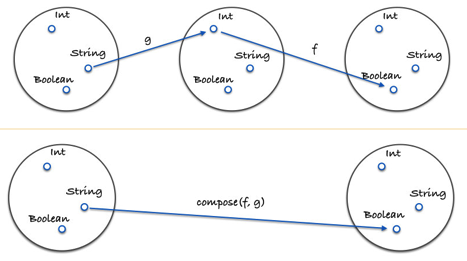 Int
String
Boolean
g
Int
String
Boolean
f
Int
String
Boolean
Int
String
Boolean
compose(f, g)
Int
String
Boolean